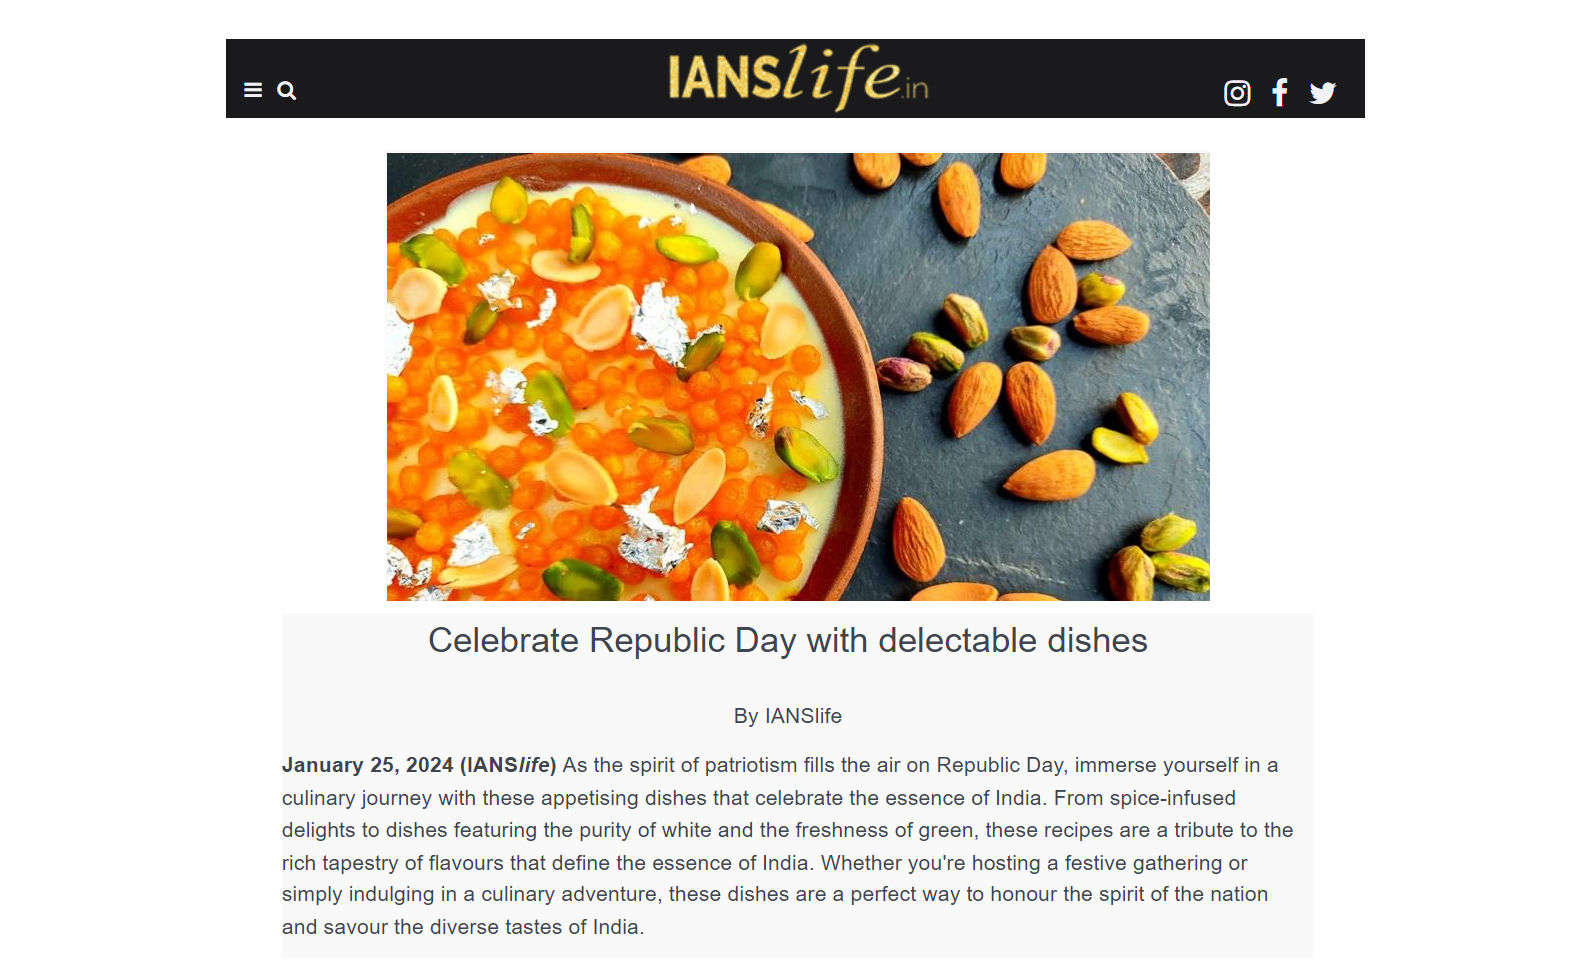 IANSlife.in
Celebrate Republic Day with delectable dishes
By IANSlife
January 25, 2024 (IANSlife) As the spirit of patriotism fills the air on Republic Day, immerse yourself in a
culinary journey with these appetising dishes that celebrate the essence of India. From spice-infused
delights to dishes featuring the purity of white and the freshness of green, these recipes are a tribute to the
rich tapestry of flavours that define the essence of India. Whether you're hosting a festive gathering or
simply indulging in a culinary adventure, these dishes are a perfect way to honour the spirit of the nation
and savour the diverse tastes of India.